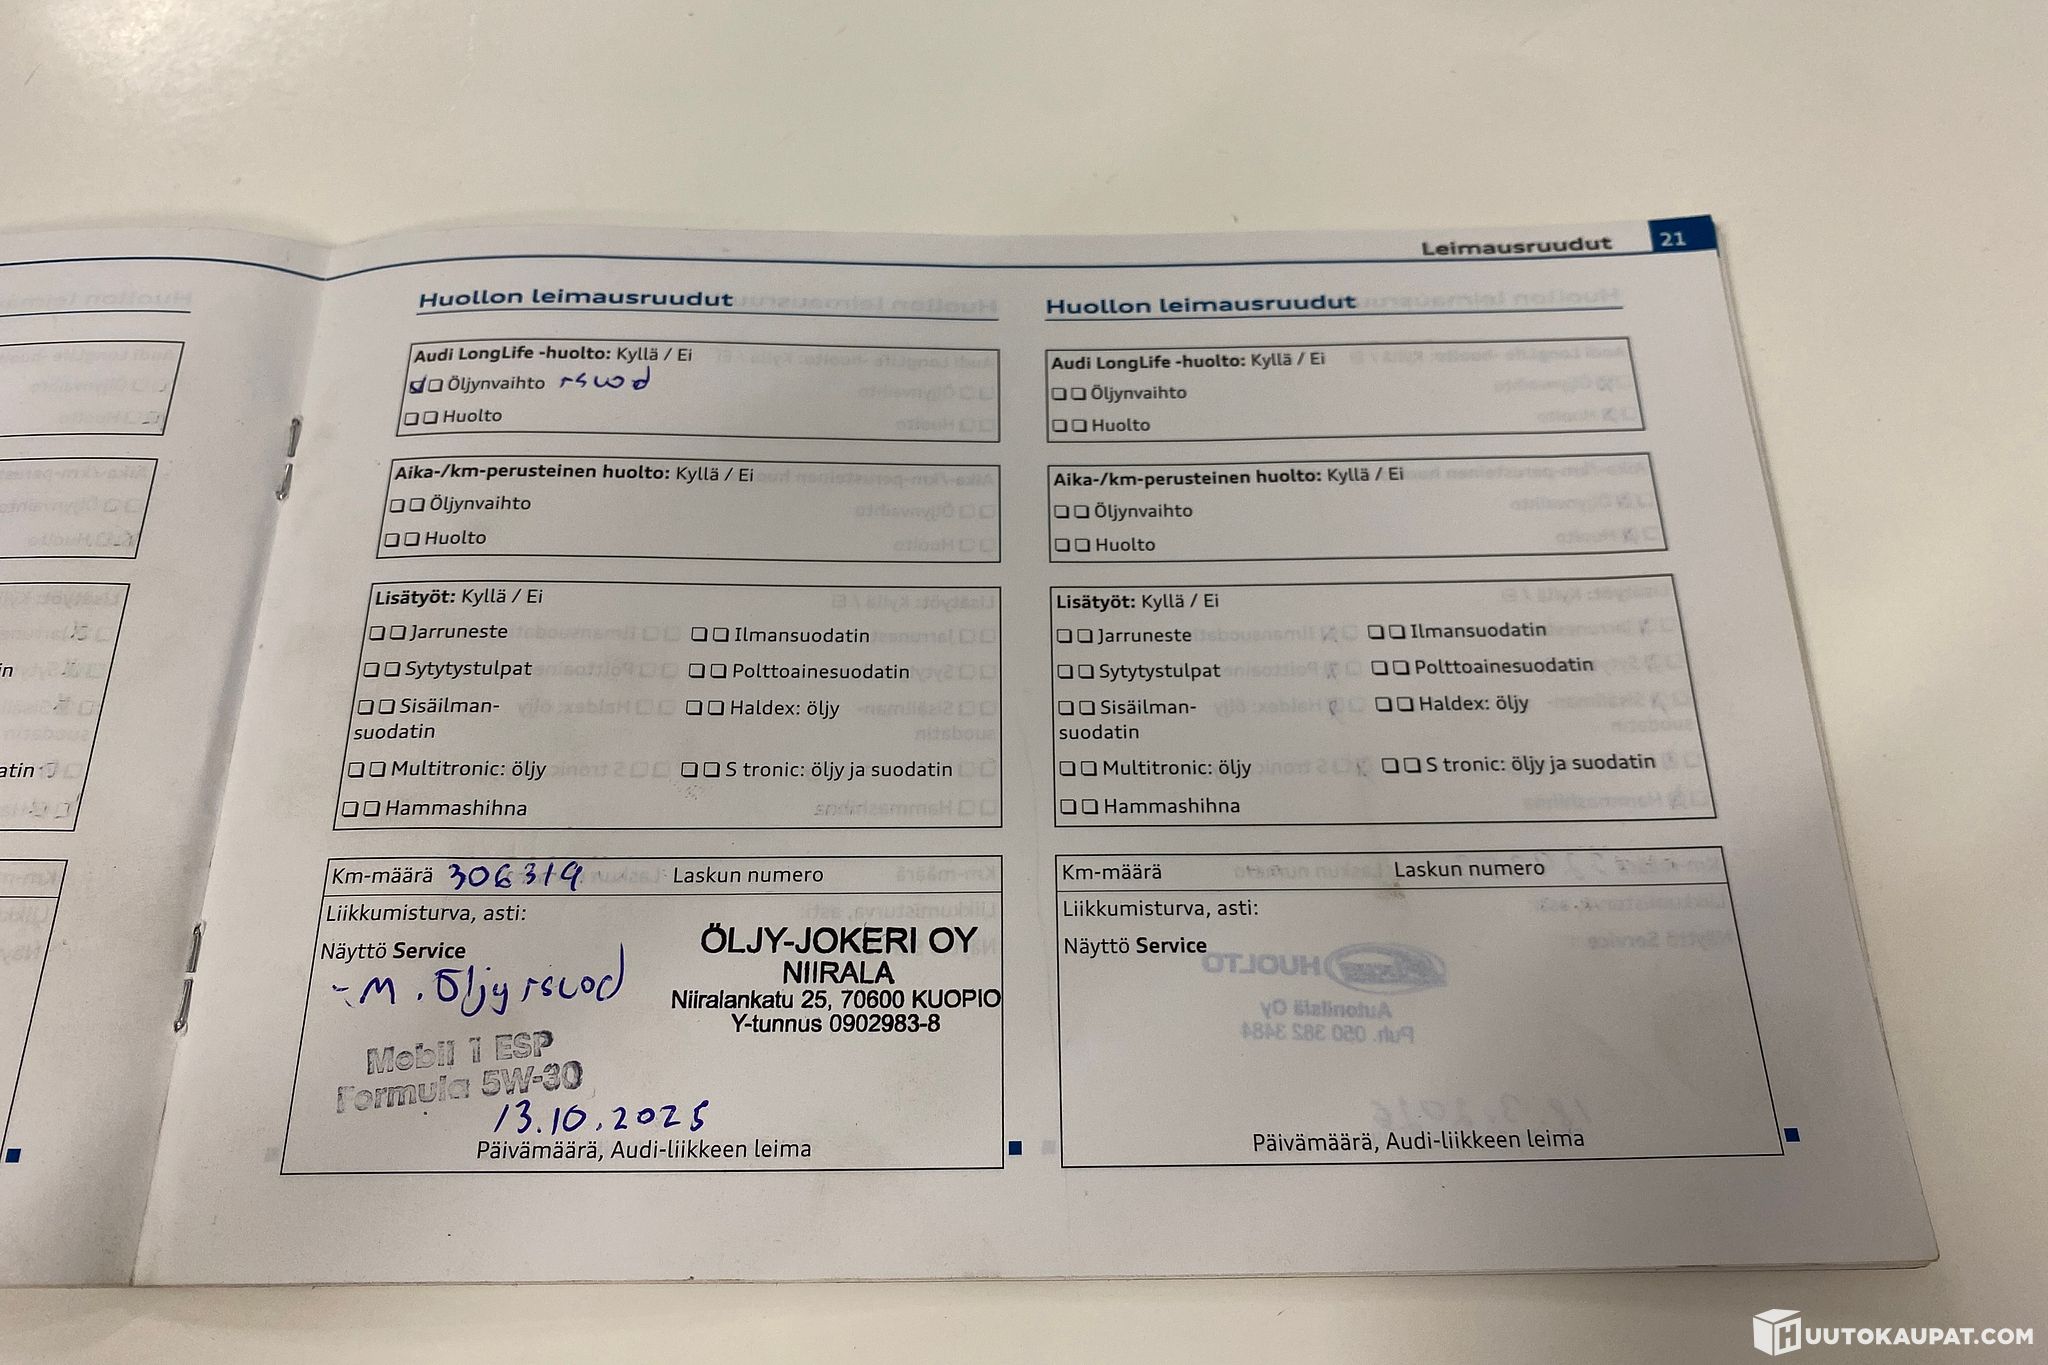 Leimausruudut 21
Huollon leimausruudut
Audi LongLife -huolto: Kyllä / Ei
Öljynvaihto rsuod
Huolto
Aika-/km-perusteinen huolto: Kyllä / Ei
Öljynvaihto
Huolto
Lisätyöt: Kyllä / Ei
Jarruneste
Ilmansuodatin
Sytytystulpat
Polttoainesuodatin
Sisäilman-
suodatin
Haldex: öljy
Multitronic: öljy
S tronic: öljy ja suodatin
Hammashihna
Km-määrä 306319
Laskun numero
Liikkumisturva, asti:
Näyttö Service
- M. Öljy rsuod
ÖLJY-JOKERI OY
NIIRALA
Niiralankatu 25, 70600 KUOPIO
Y-tunnus 0902983-8
Mobil 1 ESP
Formula 5W-30
13.10.2025
Päivämäärä, Audi-liikkeen leima
Huollon leimausruudut
Audi LongLife -huolto: Kyllä / Ei
Öljynvaihto
Huolto
Aika-/km-perusteinen huolto: Kyllä / Ei
Öljynvaihto
Huolto
Lisätyöt: Kyllä / Ei
Jarruneste
Ilmansuodatin
Sytytystulpat
Polttoainesuodatin
Sisäilman-
suodatin
Haldex: öljy
Multitronic: öljy
S tronic: öljy ja suodatin
Hammashihna
Km-määrä
Laskun numero
Liikkumisturva, asti:
Näyttö Service
Päivämäärä, Audi-liikkeen leima
HUUTOKAUPAT.COM